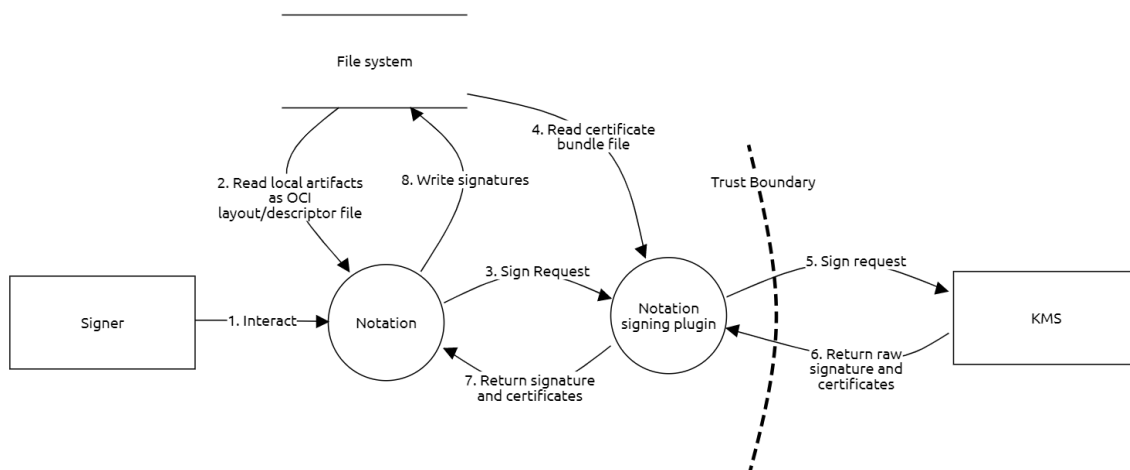 File system
4. Read certificate
bundle file
2. Read local artifacts
as OCI
layout/descriptor file
8. Write signatures
Trust Boundary
Signer
1. Interact
Notation
3. Sign Request
7. Return signature
and certificates
Notation
signing plugin
5. Sign request
6. Return raw
signature and
certificates
KMS